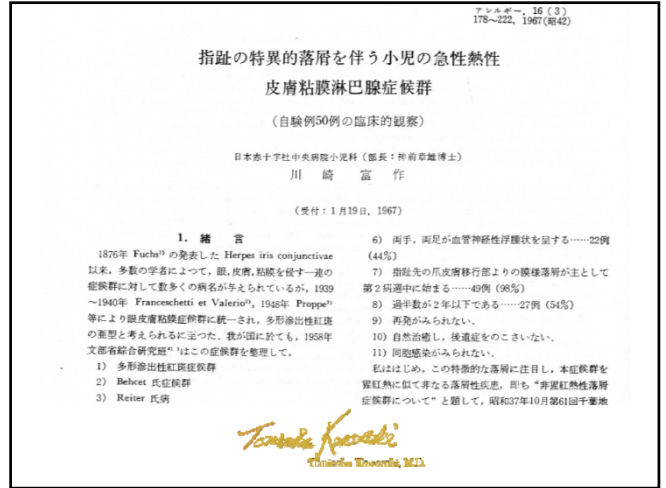 アレルギー, 16 (3)
178～222, 1967(昭42)
指趾の特異的落屑を伴う小児の急性熱性
皮膚粘膜淋巴腺症候群
(自験例50例の臨床的観察)
日本赤十字社中央病院小児科 (部長:神前章雄博士)
川崎富作
(受付:1月19日, 1967)
1. 緒言
1876年 Fuchs¹⁾ の発表した Herpes iris conjunctivae
以来, 多数の学者によつて, 眼, 皮膚, 粘膜を侵す一連の
症候群に対して数多くの病名が与えられているが, 1939
～1940年 Franceschetti et Valerio²⁾, 1948年 Proppe³⁾
等により眼皮膚粘膜症候群に統一され, 多形滲出性紅斑
の亜型と考えられるに至つた. 我が国に於ても, 1958年
文部省綜合研究班⁴⁾ はこの症候群を整理して,
1) 多形滲出性紅斑症候群
2) Behcet 氏症候群
3) Reiter 氏病
6) 両手, 両足が血管神経性浮腫状を呈する……22例
(44%)
7) 指趾先の爪皮膚移行部よりの膜様落屑が主として
第2病週中に始まる……49例 (98%)
8) 過半数が2年以下である……27例 (54%)
9) 再発がみられない.
10) 自然治癒し, 後遺症をのこさない.
11) 同胞感染がみられない.
私ははじめ, この特徴的な落屑に注目し, 本症候群を
猩紅熱に似て非なる落屑性疾患, 即ち “非猩紅熱性落屑
症候群について” と題して, 昭和37年10月第61回千葉地
Tomisaku Kawasaki
Tomisaku Kawasaki, M.D.